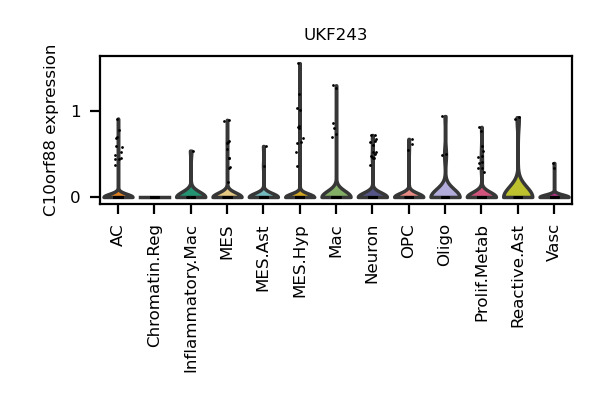 UKF243
C10orf88 expression
1
0
AC
Chromatin.Reg
Inflammatory.Mac
MES
MES.Ast
MES.Hyp
Mac
Neuron
OPC
Oligo
Prolif.Metab
Reactive.Ast
Vasc